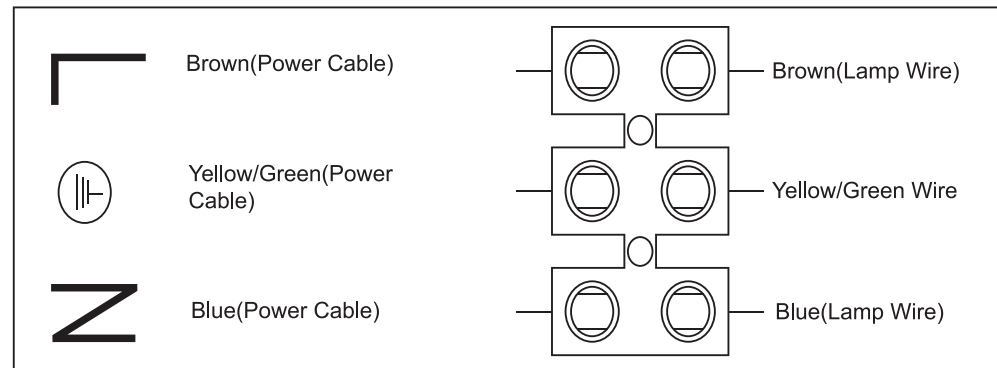 L
Brown(Power Cable)
Brown(Lamp Wire)
Yellow/Green(Power
Cable)
Yellow/Green Wire
N
Blue(Power Cable)
Blue(Lamp Wire)